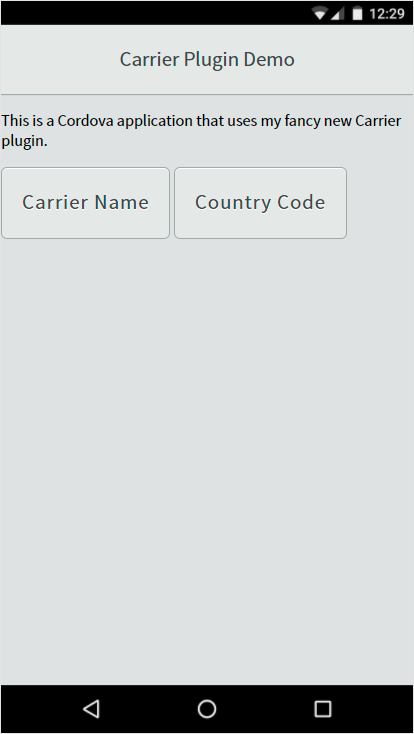 12:29
Carrier Plugin Demo
This is a Cordova application that uses my fancy new Carrier
plugin.
Carrier Name Country Code